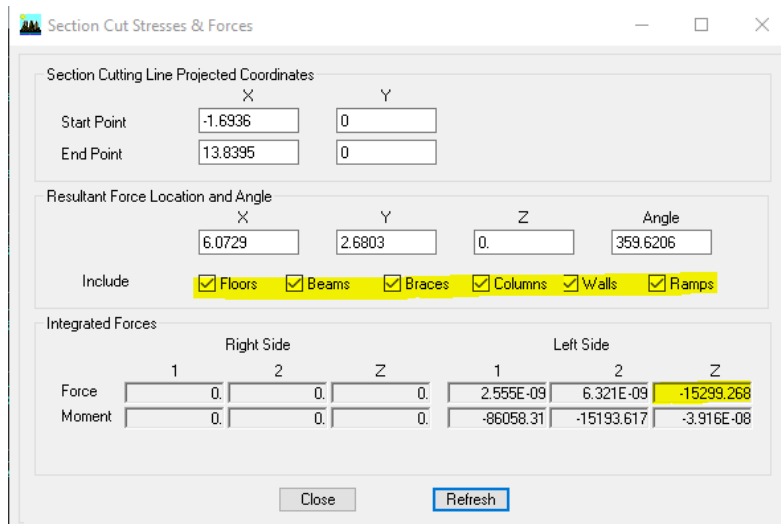 Section Cut Stresses & Forces
Section Cutting Line Projected Coordinates
X Y
Start Point -1.6936 0
End Point 13.8395 0
Resultant Force Location and Angle
X Y Z Angle
6.0729 2.6803 0. 359.6206
Include Floors Beams Braces Columns Walls Ramps
Integrated Forces
Right Side Left Side
1 2 Z 1 2 Z
Force 0. 0. 0. 2.555E-09 6.321E-09 -15299.268
Moment 0. 0. 0. -86058.31 -15193.617 -3.916E-08
Close Refresh